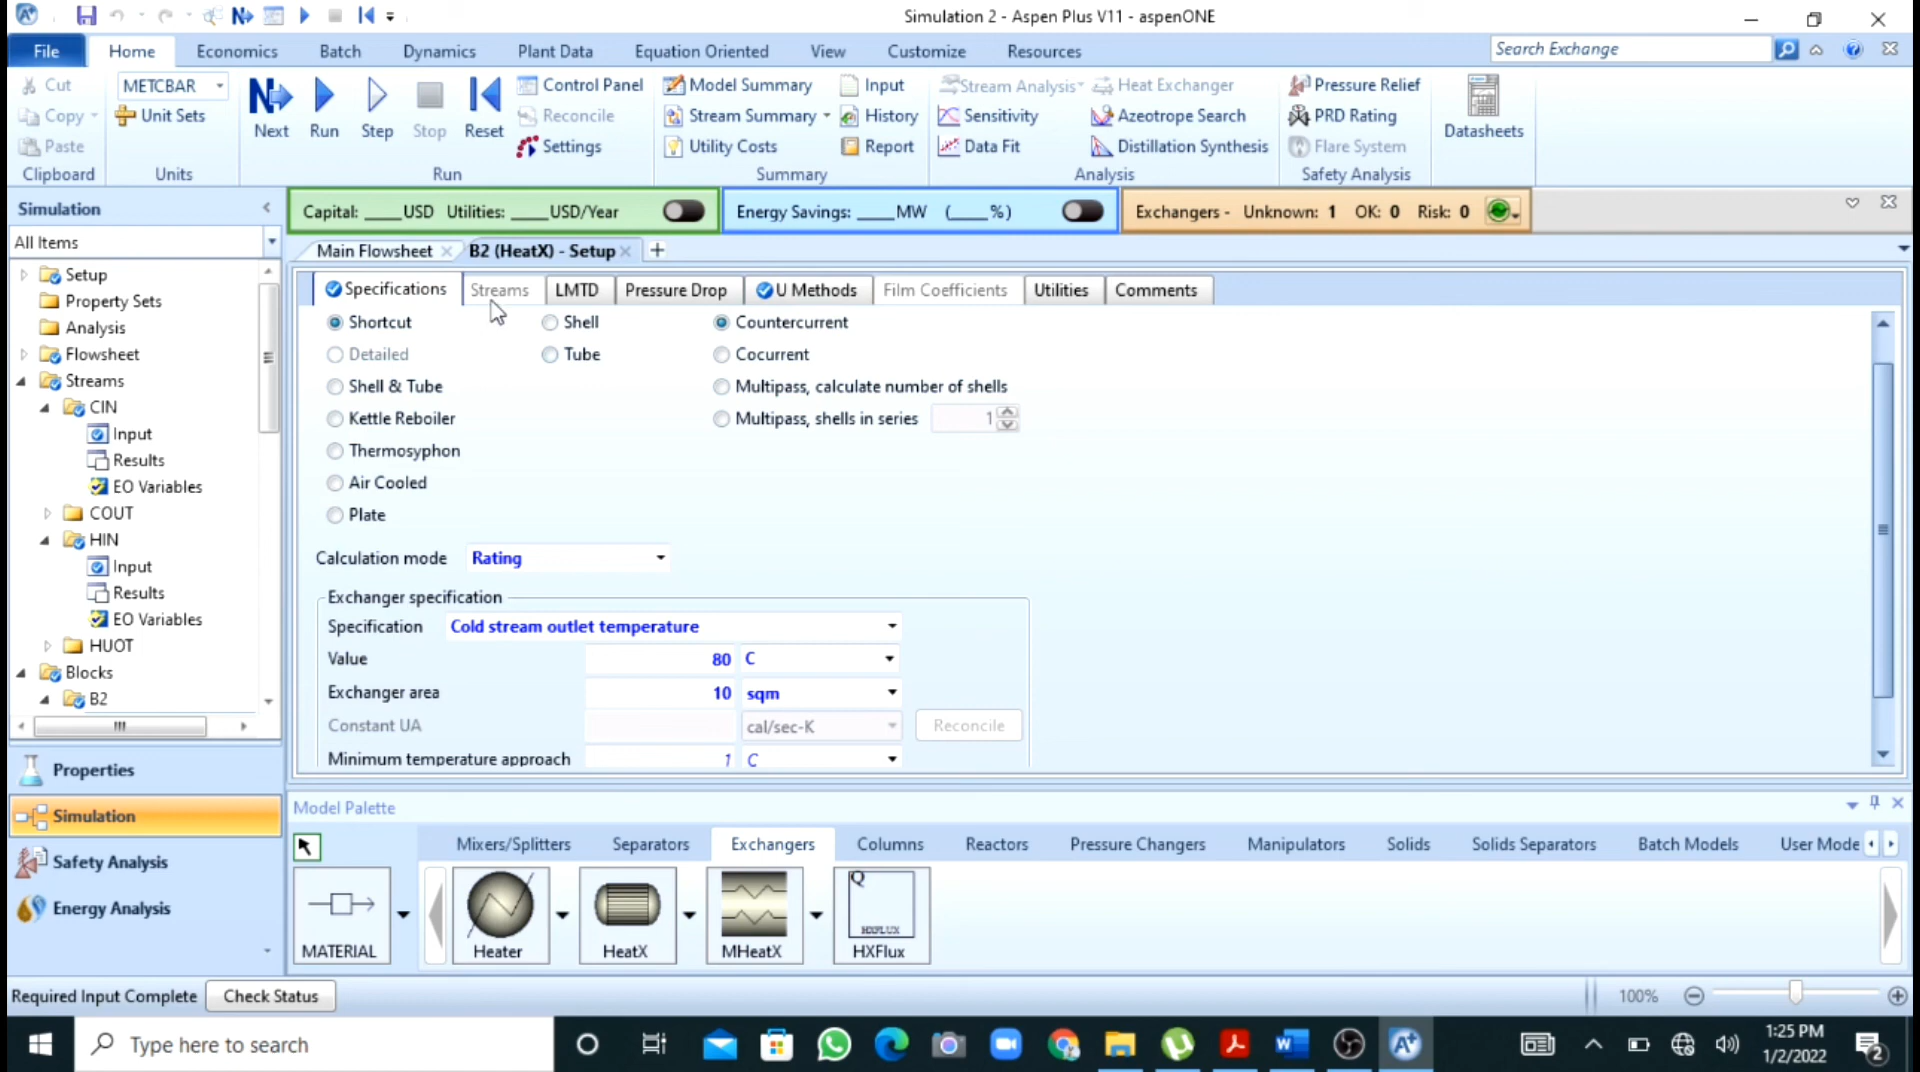 Simulation 2 - Aspen Plus V11 - aspenONE
File Home Economics Batch Dynamics Plant Data Equation Oriented View Customize Resources Search Exchange
Cut METCBAR Control Panel Model Summary Input Stream Analysis Heat Exchanger Pressure Relief
Copy Unit Sets Reconcile Stream Summary History Sensitivity Azeotrope Search PRD Rating
Next Run Step Stop Reset Datasheets
Paste Settings Utility Costs Report Data Fit Distillation Synthesis Flare System
Clipboard Units Run Summary Analysis Safety Analysis
Simulation Capital: ____USD Utilities: ____USD/Year Energy Savings: ____MW (____%) Exchangers - Unknown: 1 OK: 0 Risk: 0
All Items Main Flowsheet B2 (HeatX) - Setup +
Setup
Property Sets
Analysis
Flowsheet
Streams
CIN
Input
Results
EO Variables
COUT
HIN
Input
Results
EO Variables
HUOT
Blocks
B2
Properties
Simulation
Safety Analysis
Energy Analysis
Specifications Streams LMTD Pressure Drop U Methods Film Coefficients Utilities Comments
Shortcut Shell Countercurrent
Detailed Tube Cocurrent
Shell & Tube Multipass, calculate number of shells
Kettle Reboiler Multipass, shells in series 1
Thermosyphon
Air Cooled
Plate
Calculation mode Rating
Exchanger specification
Specification Cold stream outlet temperature
Value 80 C
Exchanger area 10 sqm
Constant UA cal/sec-K Reconcile
Minimum temperature approach 1 C
Model Palette
Mixers/Splitters Separators Exchangers Columns Reactors Pressure Changers Manipulators Solids Solids Separators Batch Models User Mode
Q
HXFLUX
MATERIAL Heater HeatX MHeatX HXFlux
Required Input Complete Check Status 100%
Type here to search 1:25 PM
1/2/2022
2